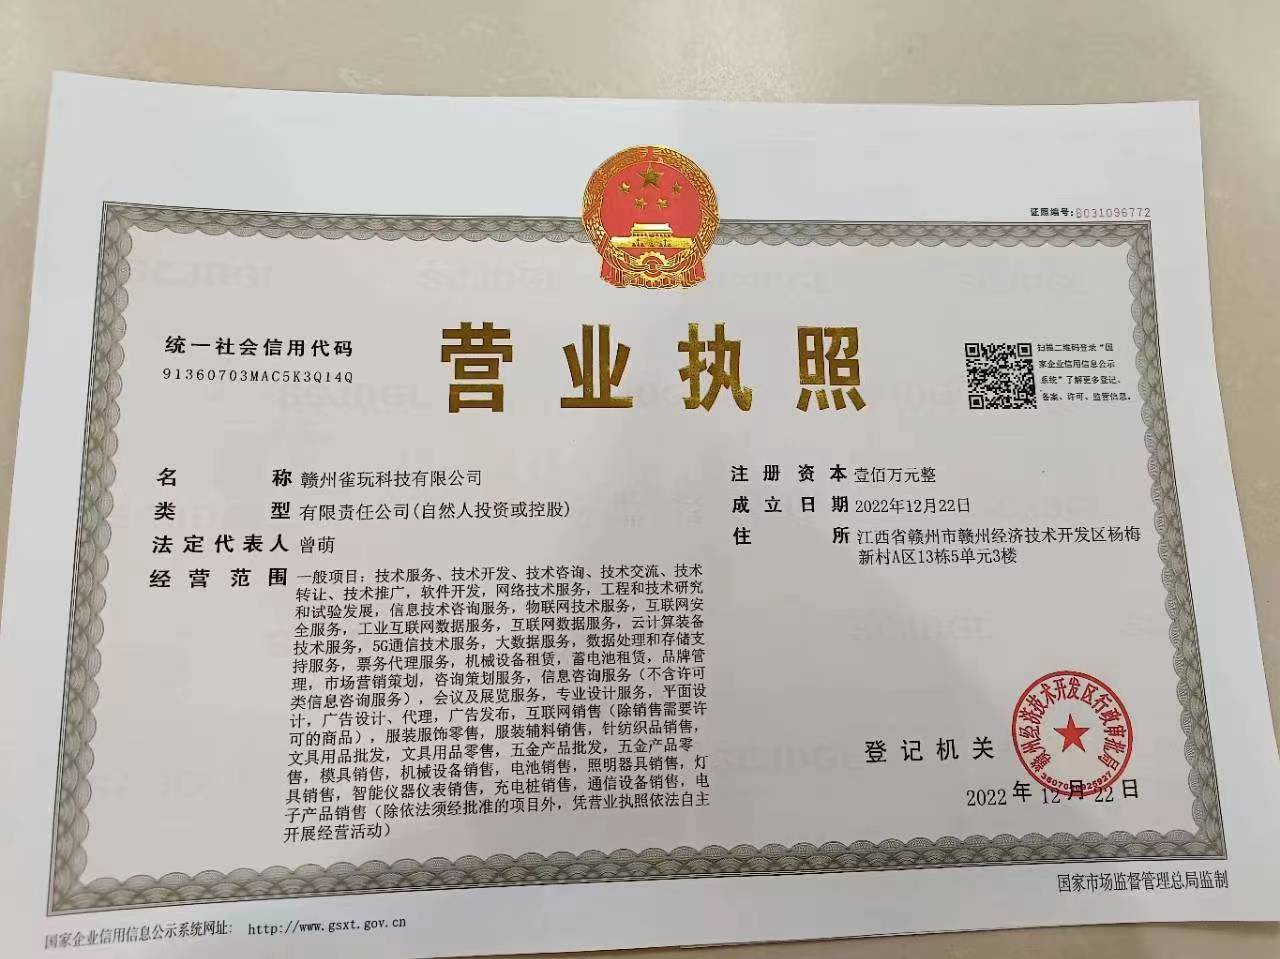 证照编号:B031096772
统一社会信用代码
91360703MAC5K3Q14Q
营业执照
扫描二维码登录“国
家企业信用信息公示
系统”了解更多登记、
备案、许可、监管信息。
名称 赣州雀玩科技有限公司
类型 有限责任公司(自然人投资或控股)
法定代表人 曾萌
经营范围 一般项目：技术服务、技术开发、技术咨询、技术交流、技术
转让、技术推广，软件开发，网络技术服务，工程和技术研究
和试验发展，信息技术咨询服务，物联网技术服务，互联网安
全服务，工业互联网数据服务，互联网数据服务，云计算装备
技术服务，5G通信技术服务，大数据服务，数据处理和存储支
持服务，票务代理服务，机械设备租赁，蓄电池租赁，品牌管
理，市场营销策划，咨询策划服务，信息咨询服务（不含许可
类信息咨询服务），会议及展览服务，专业设计服务，平面设
计，广告设计、代理，广告发布，互联网销售（除销售需要许
可的商品），服装服饰零售，服装辅料销售，针纺织品销售，
文具用品批发，文具用品零售，五金产品批发，五金产品零
售，模具销售，机械设备销售，电池销售，照明器具销售，灯
具销售，智能仪器仪表销售，充电桩销售，通信设备销售，电
子产品销售（除依法须经批准的项目外，凭营业执照依法自主
开展经营活动）
注册资本 壹佰万元整
成立日期 2022年12月22日
住所 江西省赣州市赣州经济技术开发区杨梅
新村A区13栋5单元3楼
登记机关
赣州经济技术开发区行政审批局
2022年12月22日
国家企业信用信息公示系统网址：http://www.gsxt.gov.cn
国家市场监督管理总局监制